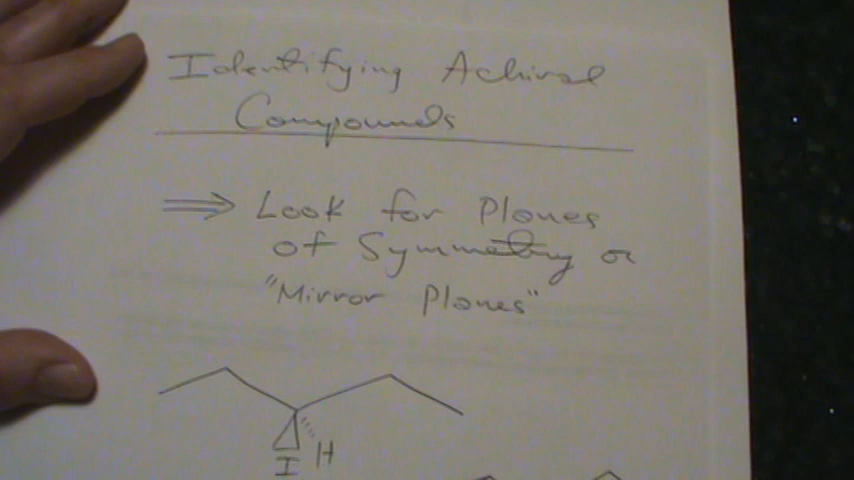 Identifying Achiral
Compounds
⇒ Look for Planes
of Symmetry or
"Mirror Planes"
I H